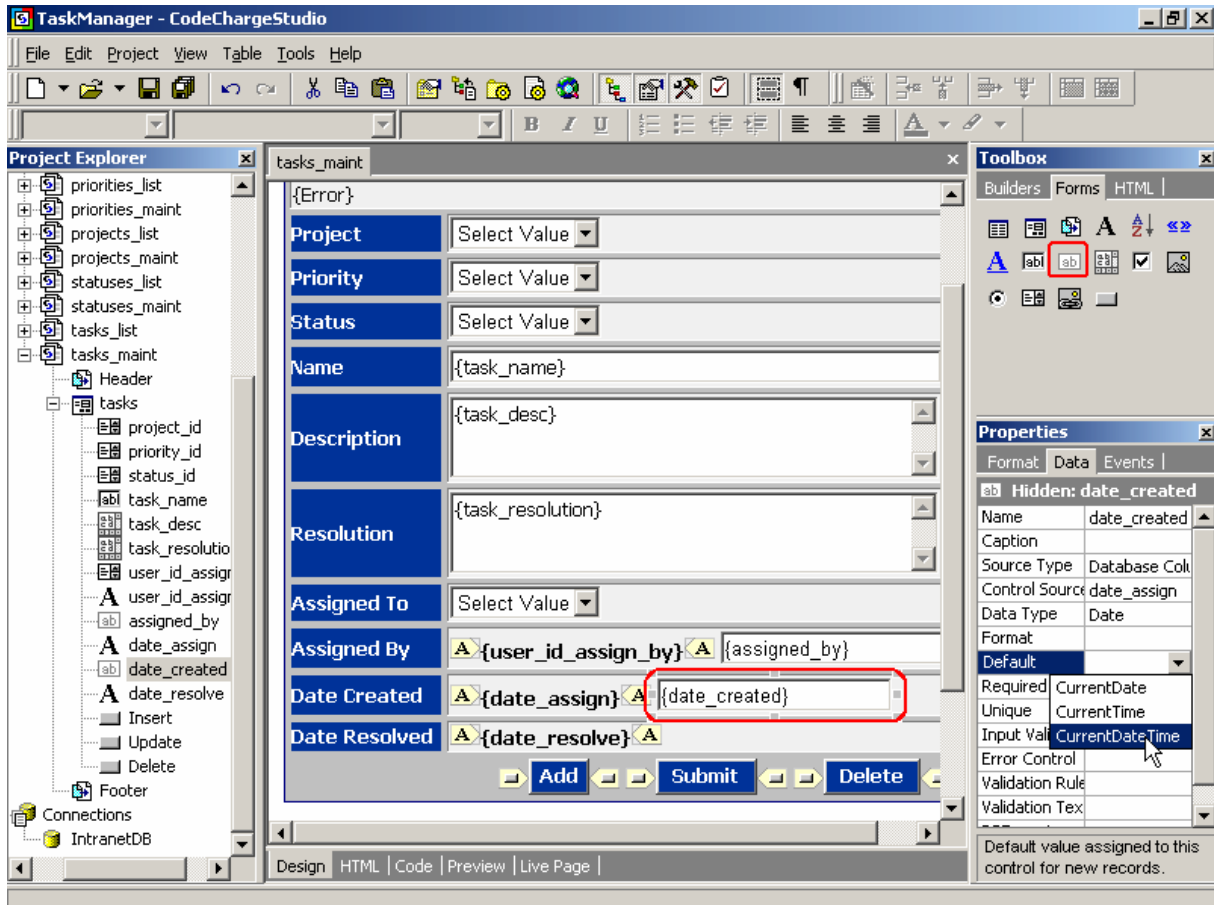 TaskManager - CodeChargeStudio
File Edit Project View Table Tools Help
B I U A
Project Explorer
priorities_list
priorities_maint
projects_list
projects_maint
statuses_list
statuses_maint
tasks_list
tasks_maint
Header
tasks
project_id
priority_id
status_id
task_name
task_desc
task_resolutio
user_id_assigr
A user_id_assigr
assigned_by
A date_assign
date_created
A date_resolve
Insert
Update
Delete
Footer
Connections
IntranetDB
tasks_maint
{Error}
Project Select Value
Priority Select Value
Status Select Value
Name {task_name}
Description {task_desc}
Resolution {task_resolution}
Assigned To Select Value
Assigned By A {user_id_assign_by} A {assigned_by}
Date Created A {date_assign} A {date_created}
Date Resolved A {date_resolve} A
Add Submit Delete
Design HTML Code Preview Live Page
Toolbox
Builders Forms HTML
A A Z «»
A ab ab
Properties
Format Data Events
ab Hidden: date_created
Name date_created
Caption
Source Type Database Colu
Control Source date_assign
Data Type Date
Format
Default
Required CurrentDate
Unique CurrentTime
Input Vali CurrentDateTime
Error Control
Validation Rule
Validation Tex
Default value assigned to this
control for new records.